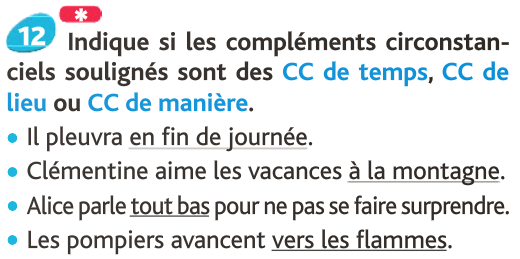 12 * Indique si les compléments circonstan-
ciels soulignés sont des CC de temps, CC de
lieu ou CC de manière.
• Il pleuvra en fin de journée.
• Clémentine aime les vacances à la montagne.
• Alice parle tout bas pour ne pas se faire surprendre.
• Les pompiers avancent vers les flammes.